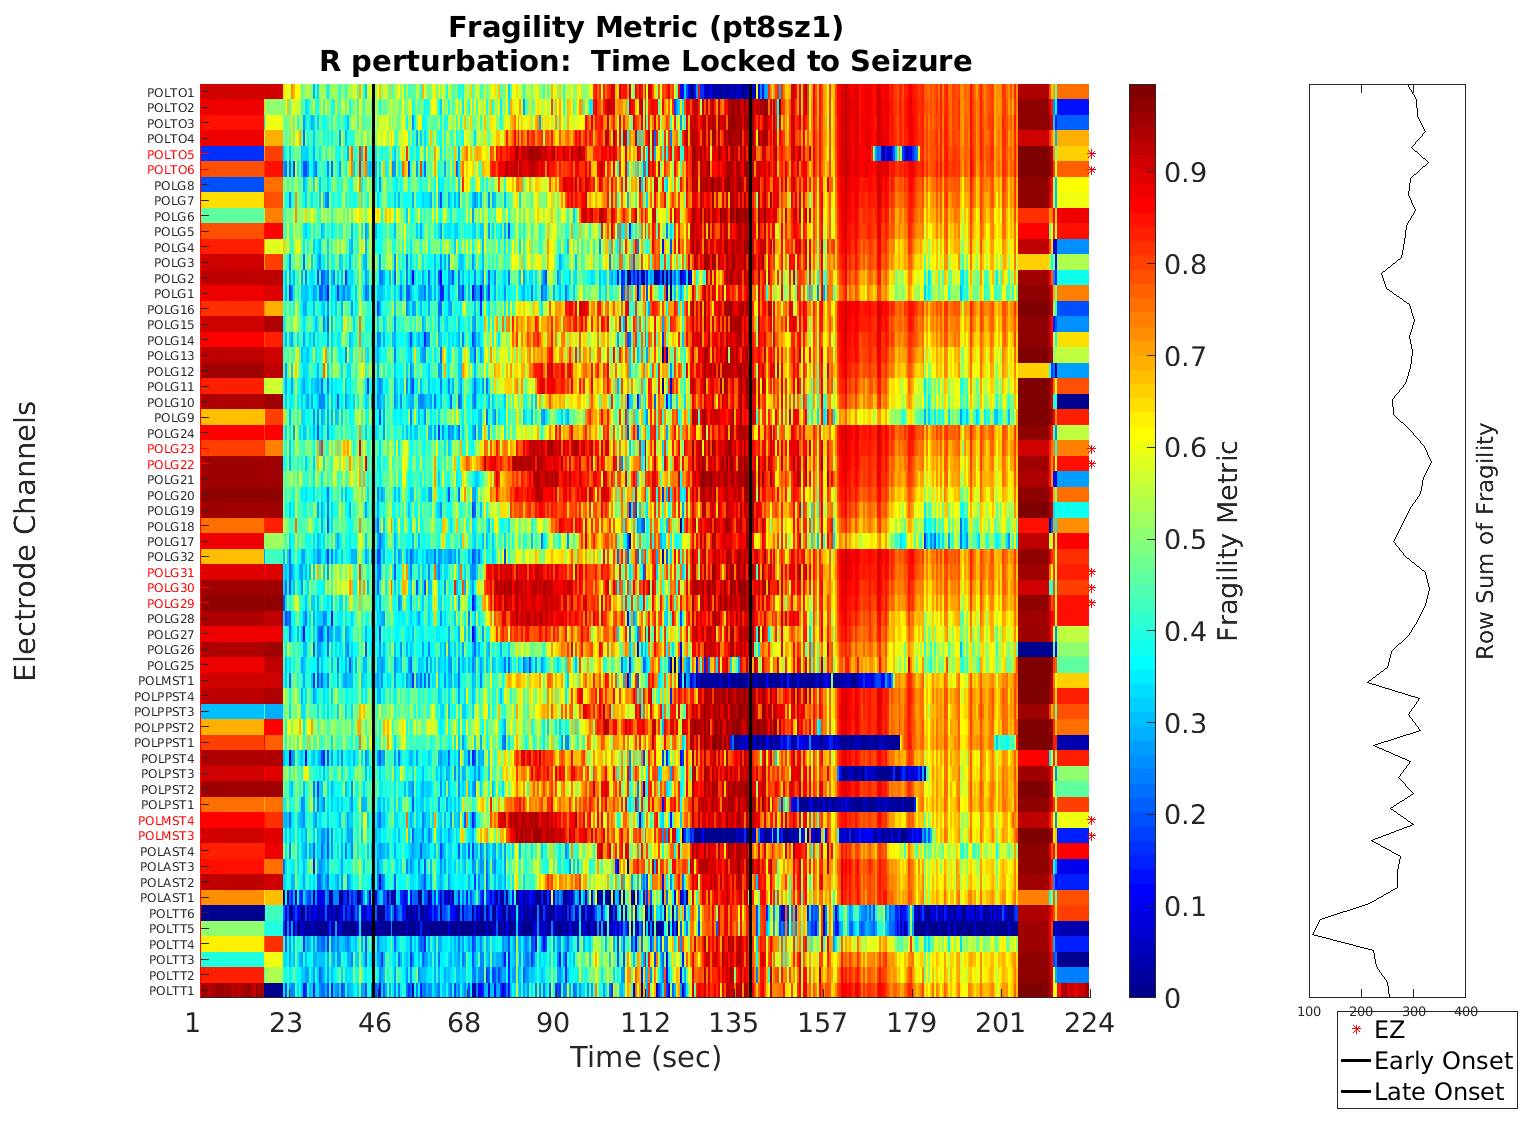 Fragility Metric (pt8sz1)
R perturbation:  Time Locked to Seizure
Electrode Channels
POLTO1
POLTO2
POLTO3
POLTO4
POLTO5
POLTO6
POLG8
POLG7
POLG6
POLG5
POLG4
POLG3
POLG2
POLG1
POLG16
POLG15
POLG14
POLG13
POLG12
POLG11
POLG10
POLG9
POLG24
POLG23
POLG22
POLG21
POLG20
POLG19
POLG18
POLG17
POLG32
POLG31
POLG30
POLG29
POLG28
POLG27
POLG26
POLG25
POLMST1
POLPPST4
POLPPST3
POLPPST2
POLPPST1
POLPST4
POLPST3
POLPST2
POLPST1
POLMST4
POLMST3
POLAST4
POLAST3
POLAST2
POLAST1
POLTT6
POLTT5
POLTT4
POLTT3
POLTT2
POLTT1
1 23 46 68 90 112 135 157 179 201 224
Time (sec)
0.9
0.8
0.7
0.6
0.5
0.4
0.3
0.2
0.1
0
Fragility Metric
Row Sum of Fragility
100 200 300 400
EZ
Early Onset
Late Onset